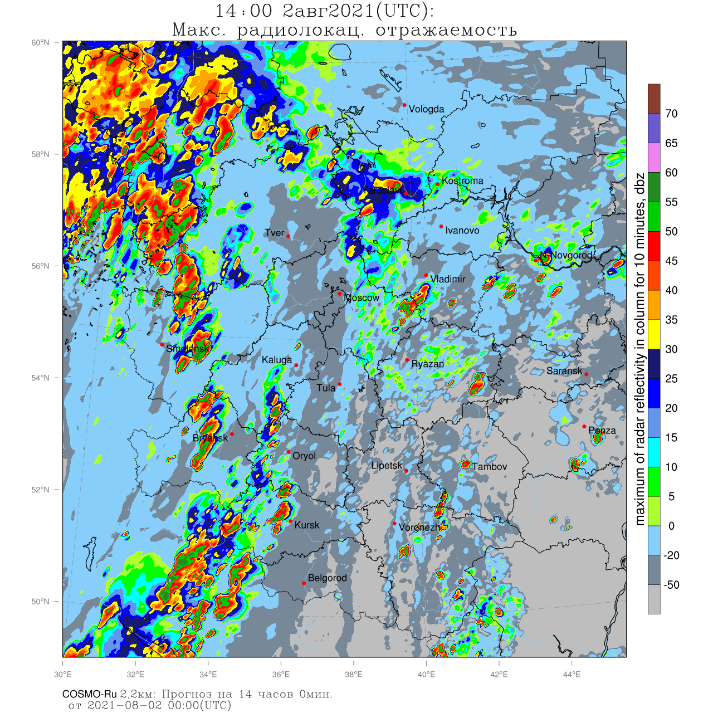 14:00 2авг2021(UTC):
Макс. радиолокац. отражаемость
60°N
58°N
56°N
54°N
52°N
50°N
30°E
32°E
34°E
36°E
38°E
40°E
42°E
44°E
Vologda
Kostroma
Ivanovo
Tver
N.Novgorod
Vladimir
Moscow
Smolensk
Kaluga
Ryazan
Saransk
Tula
Bryansk
Penza
Oryol
Lipetsk
Tambov
Kursk
Voronezh
Belgorod
70
65
60
55
50
45
40
35
30
25
20
15
10
5
0
-20
-50
maximum of radar reflectivity in column for 10 minutes, dbz
COSMO-Ru 2,2км: Прогноз на 14 часов 0мин.
от 2021-08-02 00:00(UTC)